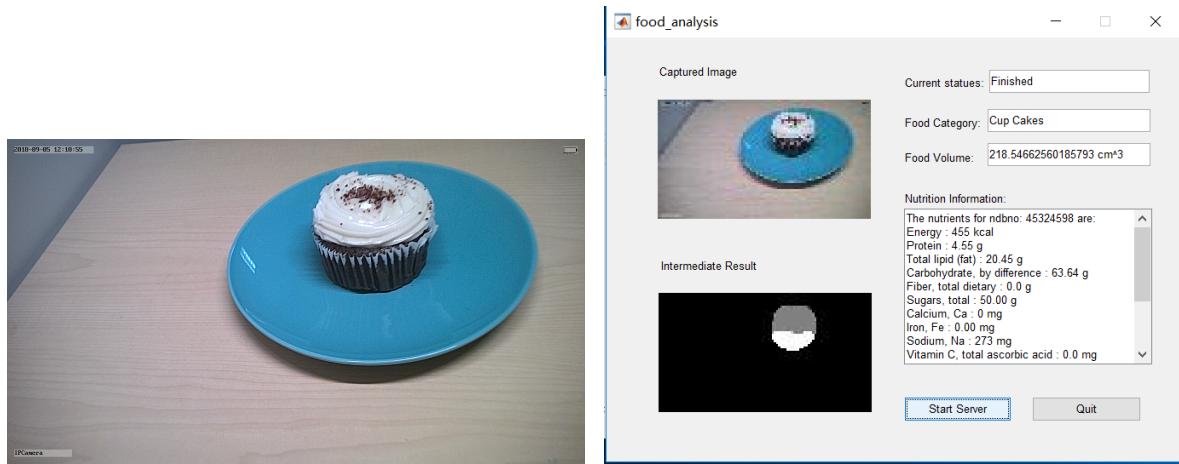 2018-09-05 12:10:55
IPCamera
food_analysis
Captured Image
Current statues: Finished
Food Category: Cup Cakes
Food Volume: 218.54662560185793 cm^3
Nutrition Information:
The nutrients for ndbno: 45324598 are:
Energy : 455 kcal
Protein : 4.55 g
Total lipid (fat) : 20.45 g
Carbohydrate, by difference : 63.64 g
Fiber, total dietary : 0.0 g
Sugars, total : 50.00 g
Calcium, Ca : 0 mg
Iron, Fe : 0.00 mg
Sodium, Na : 273 mg
Vitamin C, total ascorbic acid : 0.0 mg
Intermediate Result
Start Server
Quit